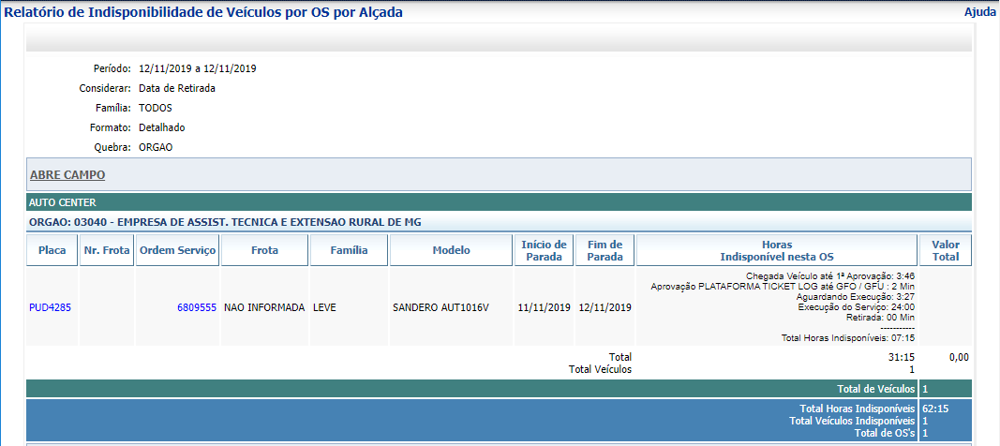 Relatório de Indisponibilidade de Veículos por OS por Alçada
Ajuda
Período: 12/11/2019 a 12/11/2019
Considerar: Data de Retirada
Família: TODOS
Formato: Detalhado
Quebra: ORGAO
ABRE CAMPO
AUTO CENTER
ORGAO: 03040 - EMPRESA DE ASSIST. TECNICA E EXTENSAO RURAL DE MG
Placa Nr. Frota Ordem Serviço Frota Família Modelo Início de Parada Fim de Parada Horas Indisponível nesta OS Valor Total
PUD4285 6809555 NAO INFORMADA LEVE SANDERO AUT1016V 11/11/2019 12/11/2019
Chegada Veículo até 1ª Aprovação: 3:46
Aprovação PLATAFORMA TICKET LOG até GFO / GFU : 2 Min
Aguardando Execução: 3:27
Execução do Serviço: 24:00
Retirada: 00 Min
-----------
Total Horas Indisponíveis: 07:15
Total 31:15 0,00
Total Veículos 1
Total de Veículos 1
Total Horas Indisponíveis 62:15
Total Veículos Indisponíveis 1
Total de OS's 1